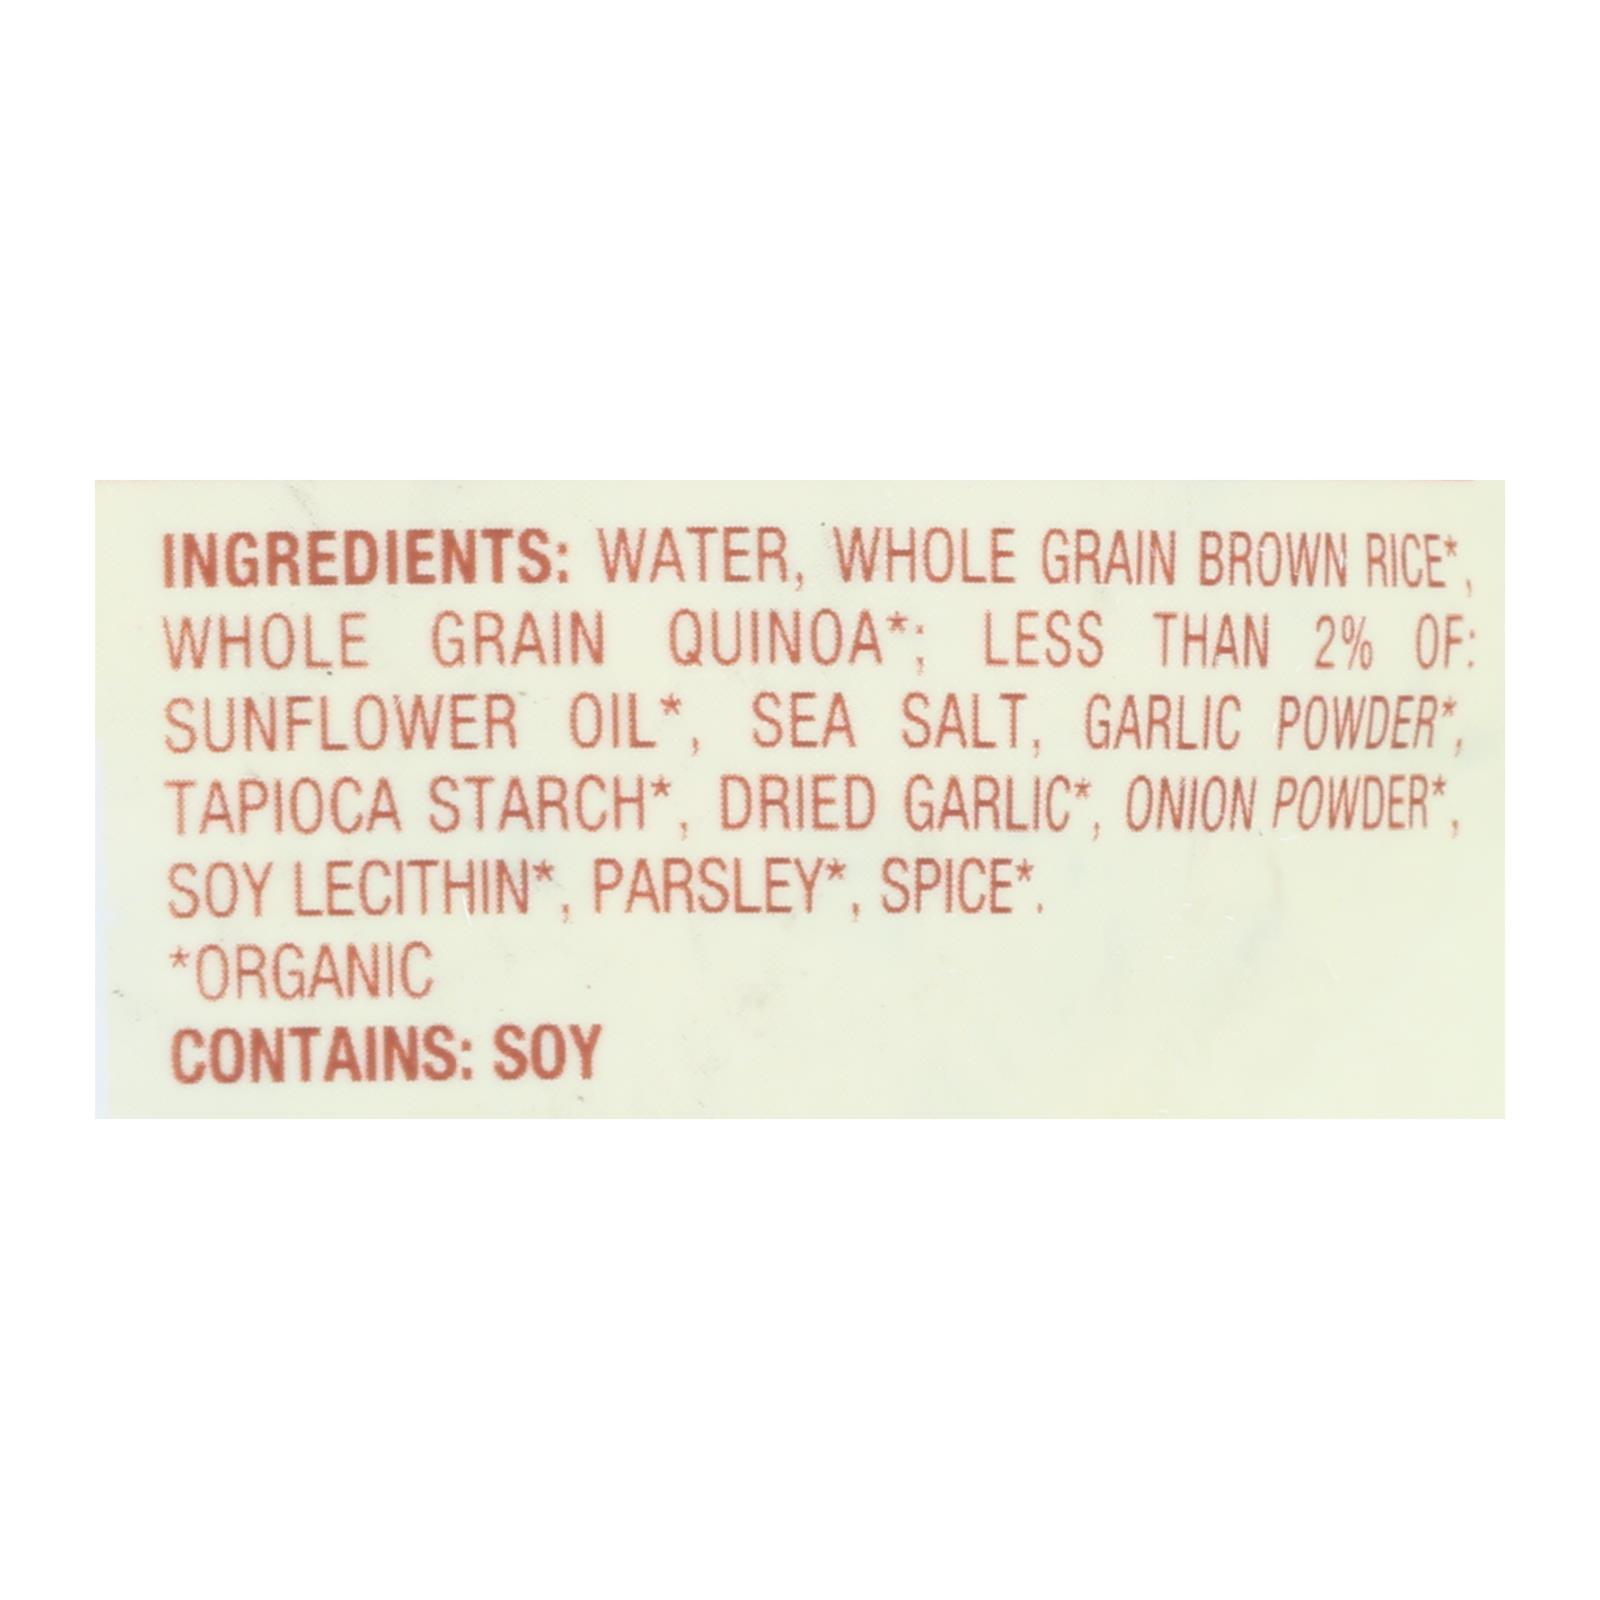 INGREDIENTS: WATER, WHOLE GRAIN BROWN RICE*,
WHOLE GRAIN QUINOA*; LESS THAN 2% OF:
SUNFLOWER OIL*, SEA SALT, GARLIC POWDER*,
TAPIOCA STARCH*, DRIED GARLIC*, ONION POWDER*,
SOY LECITHIN*, PARSLEY*, SPICE*.
*ORGANIC
CONTAINS: SOY